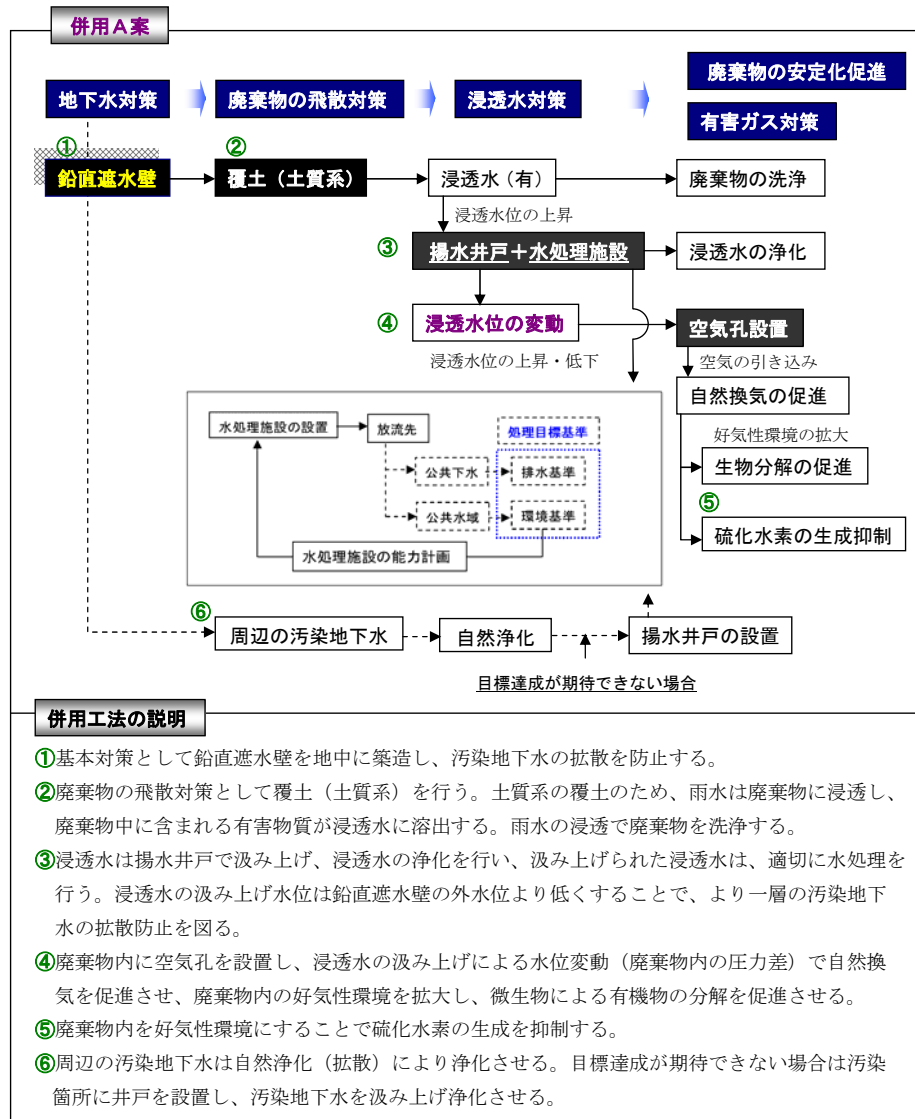 併用A案
地下水対策
廃棄物の飛散対策
浸透水対策
廃棄物の安定化促進
有害ガス対策
①
鉛直遮水壁
②
覆土（土質系）
浸透水（有）
廃棄物の洗浄
浸透水位の上昇
③
揚水井戸＋水処理施設
浸透水の浄化
④
浸透水位の変動
空気孔設置
浸透水位の上昇・低下
空気の引き込み
自然換気の促進
好気性環境の拡大
生物分解の促進
⑤
硫化水素の生成抑制
水処理施設の設置
放流先
処理目標基準
公共下水
排水基準
公共水域
環境基準
水処理施設の能力計画
⑥
周辺の汚染地下水
自然浄化
揚水井戸の設置
目標達成が期待できない場合
併用工法の説明
①基本対策として鉛直遮水壁を地中に築造し、汚染地下水の拡散を防止する。
②廃棄物の飛散対策として覆土（土質系）を行う。土質系の覆土のため、雨水は廃棄物に浸透し、
廃棄物中に含まれる有害物質が浸透水に溶出する。雨水の浸透で廃棄物を洗浄する。
③浸透水は揚水井戸で汲み上げ、浸透水の浄化を行い、汲み上げられた浸透水は、適切に水処理を
行う。浸透水の汲み上げ水位は鉛直遮水壁の外水位より低くすることで、より一層の汚染地下
水の拡散防止を図る。
④廃棄物内に空気孔を設置し、浸透水の汲み上げによる水位変動（廃棄物内の圧力差）で自然換
気を促進させ、廃棄物内の好気性環境を拡大し、微生物による有機物の分解を促進させる。
⑤廃棄物内を好気性環境にすることで硫化水素の生成を抑制する。
⑥周辺の汚染地下水は自然浄化（拡散）により浄化させる。目標達成が期待できない場合は汚染
箇所に井戸を設置し、汚染地下水を汲み上げ浄化させる。